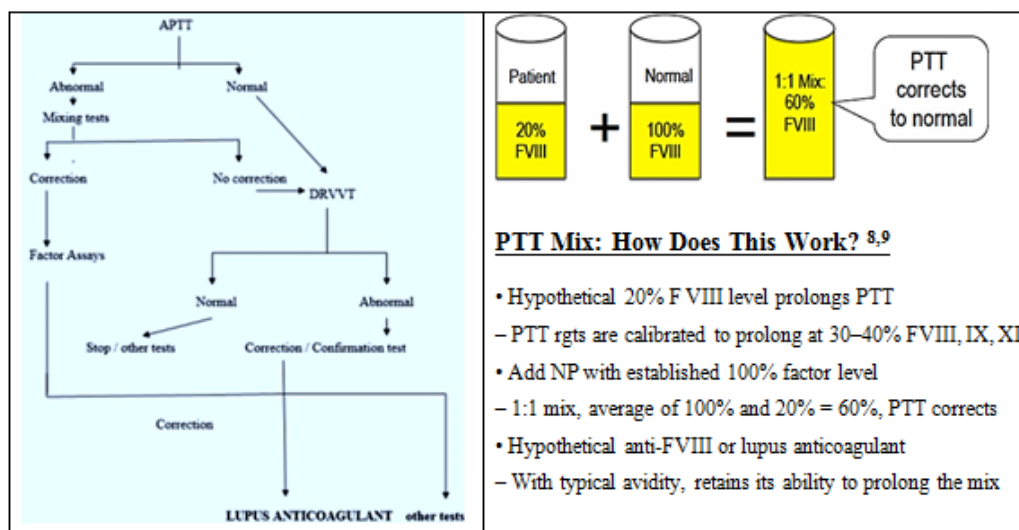 APTT
Abnormal
Normal
Mixing tests
Correction
No correction
DRVVT
Factor Assays
Normal
Abnormal
Stop / other tests
Correction / Confirmation test
Correction
LUPUS ANTICOAGULANT other tests
Patient
20%
FVIII
+
Normal
100%
FVIII
=
1:1 Mix:
60%
FVIII
PTT
corrects
to normal
PTT Mix: How Does This Work? 8,9
• Hypothetical 20% F VIII level prolongs PTT
– PTT rgts are calibrated to prolong at 30–40% FVIII, IX, XI
• Add NP with established 100% factor level
– 1:1 mix, average of 100% and 20% = 60%, PTT corrects
• Hypothetical anti-FVIII or lupus anticoagulant
– With typical avidity, retains its ability to prolong the mix